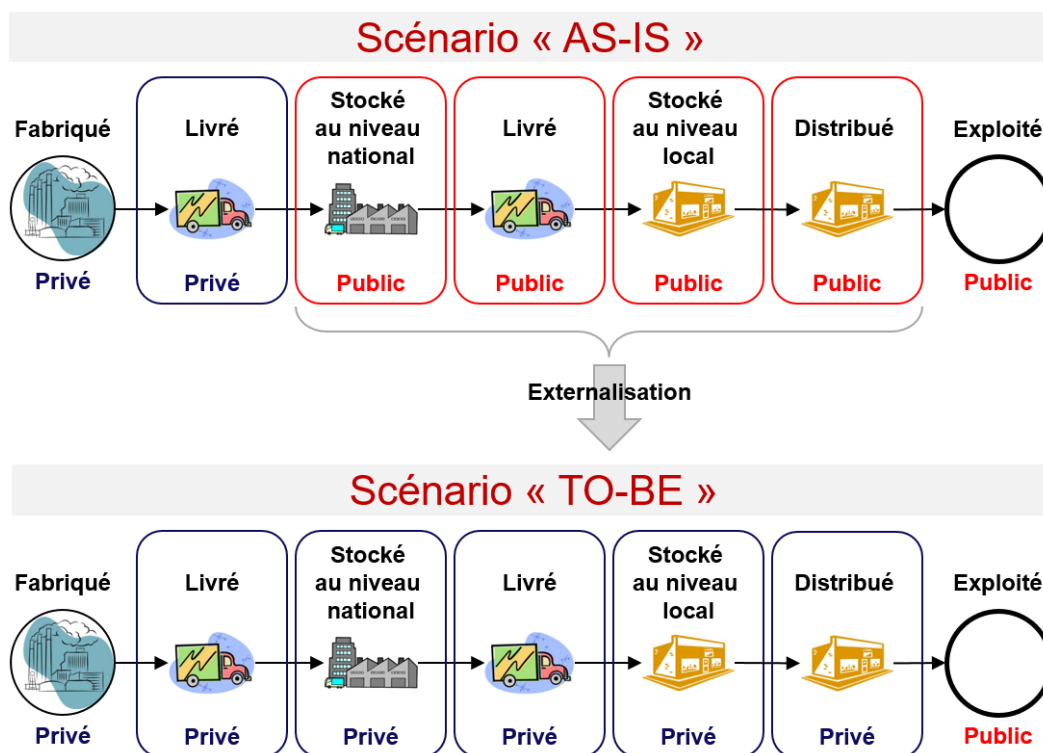 Scénario « AS-IS »
Fabriqué
Livré
Stocké
au niveau
national
Livré
Stocké
au niveau
local
Distribué
Exploité
Privé
Privé
Public
Public
Public
Public
Public
Externalisation
Scénario « TO-BE »
Fabriqué
Livré
Stocké
au niveau
national
Livré
Stocké
au niveau
local
Distribué
Exploité
Privé
Privé
Privé
Privé
Privé
Privé
Public